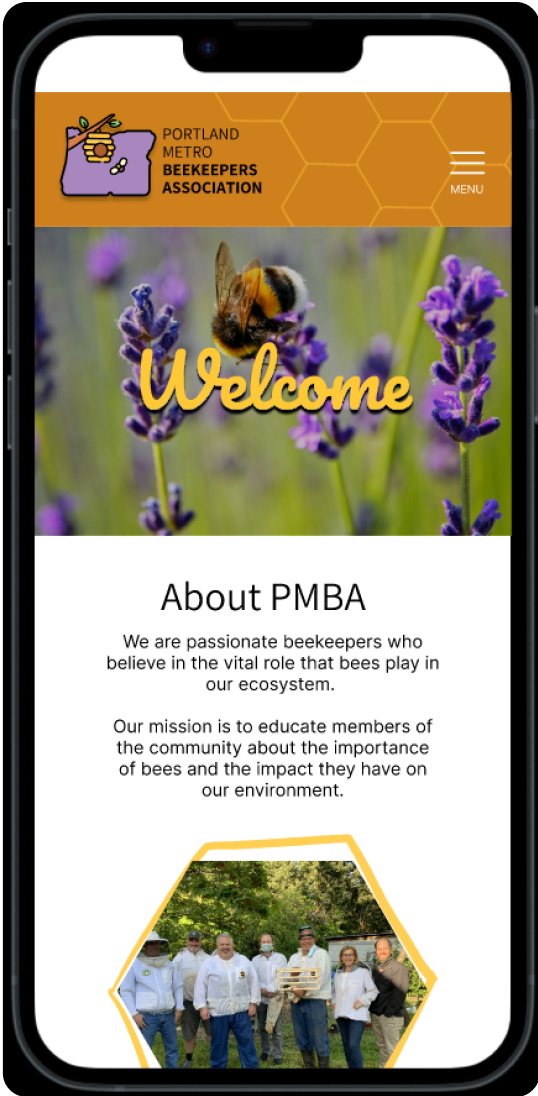 PORTLAND
METRO
BEEKEEPERS
ASSOCIATION
MENU
Welcome
About PMBA
We are passionate beekeepers who
believe in the vital role that bees play in
our ecosystem.
Our mission is to educate members of
the community about the importance
of bees and the impact they have on
our environment.